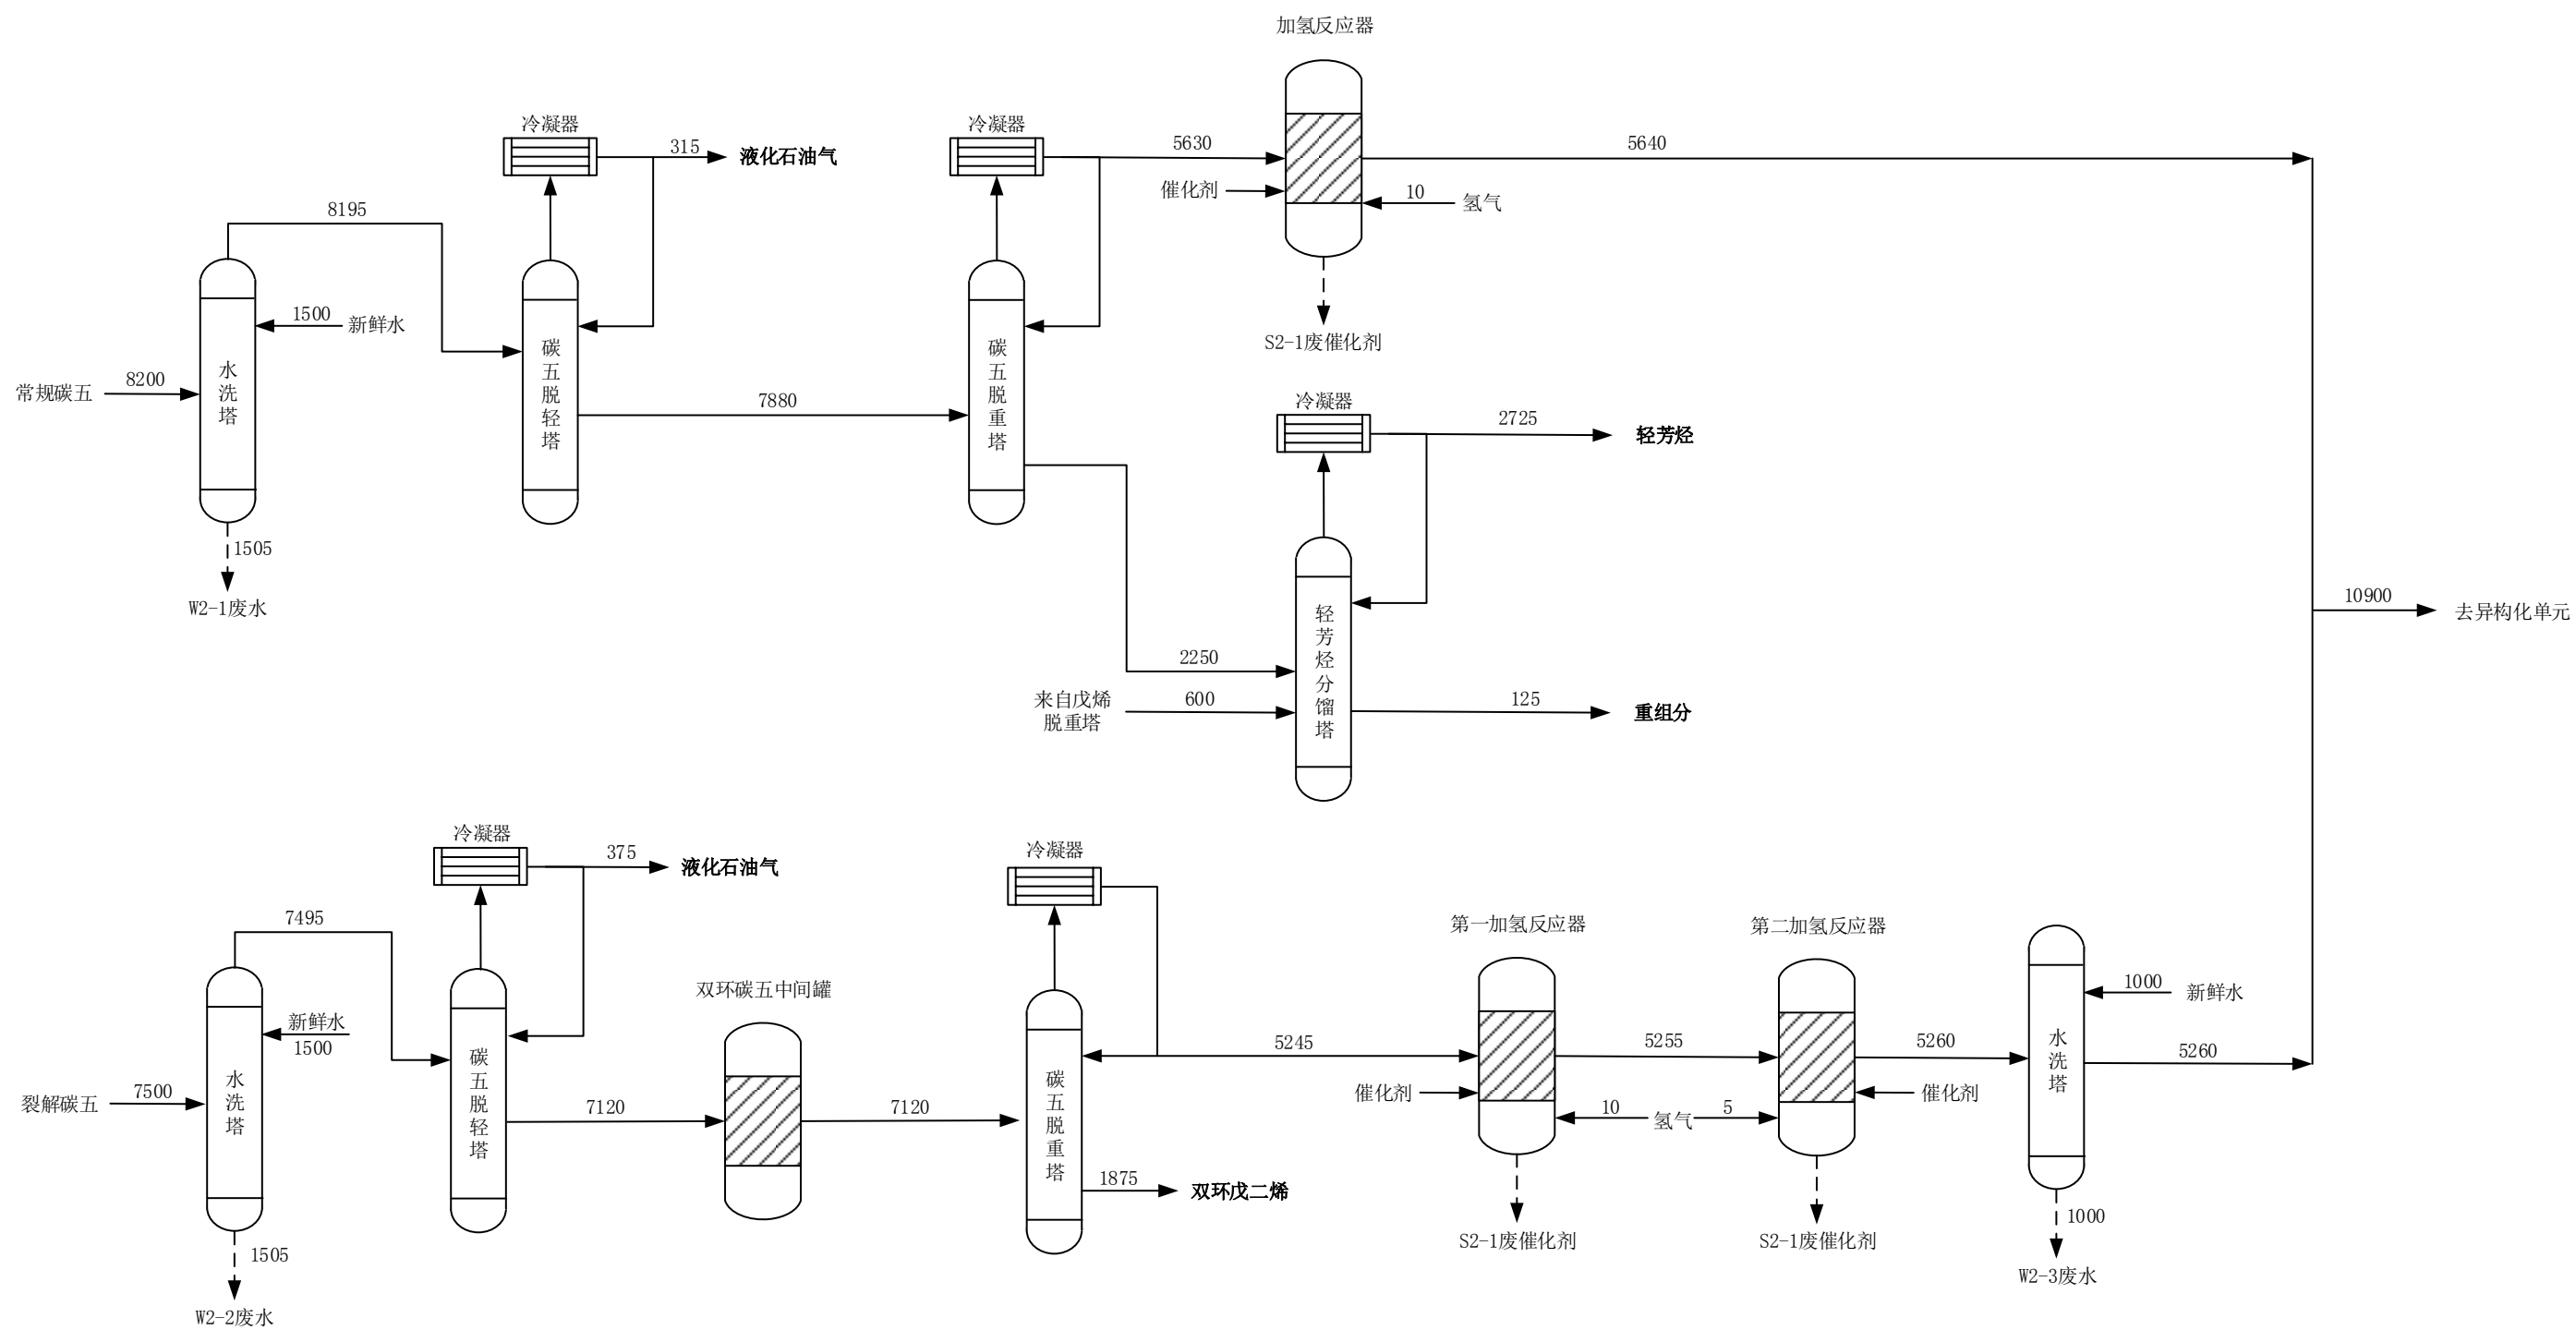 加氢反应器
冷凝器
315
液化石油气
冷凝器
5630
催化剂
10
氢气
5640
S2-1废催化剂
8195
1500
新鲜水
常规碳五
8200
水洗塔
1505
W2-1废水
碳五脱轻塔
7880
碳五脱重塔
冷凝器
2725
轻芳烃
2250
来自戊烯
脱重塔
600
轻芳烃分馏塔
125
重组分
10900
去异构化单元
冷凝器
375
液化石油气
7495
新鲜水
1500
裂解碳五
7500
水洗塔
1505
W2-2废水
碳五脱轻塔
7120
双环碳五中间罐
7120
冷凝器
碳五脱重塔
1875
双环戊二烯
5245
第一加氢反应器
催化剂
10
氢气
5
S2-1废催化剂
5255
第二加氢反应器
催化剂
S2-1废催化剂
5260
水洗塔
1000
新鲜水
5260
1000
W2-3废水